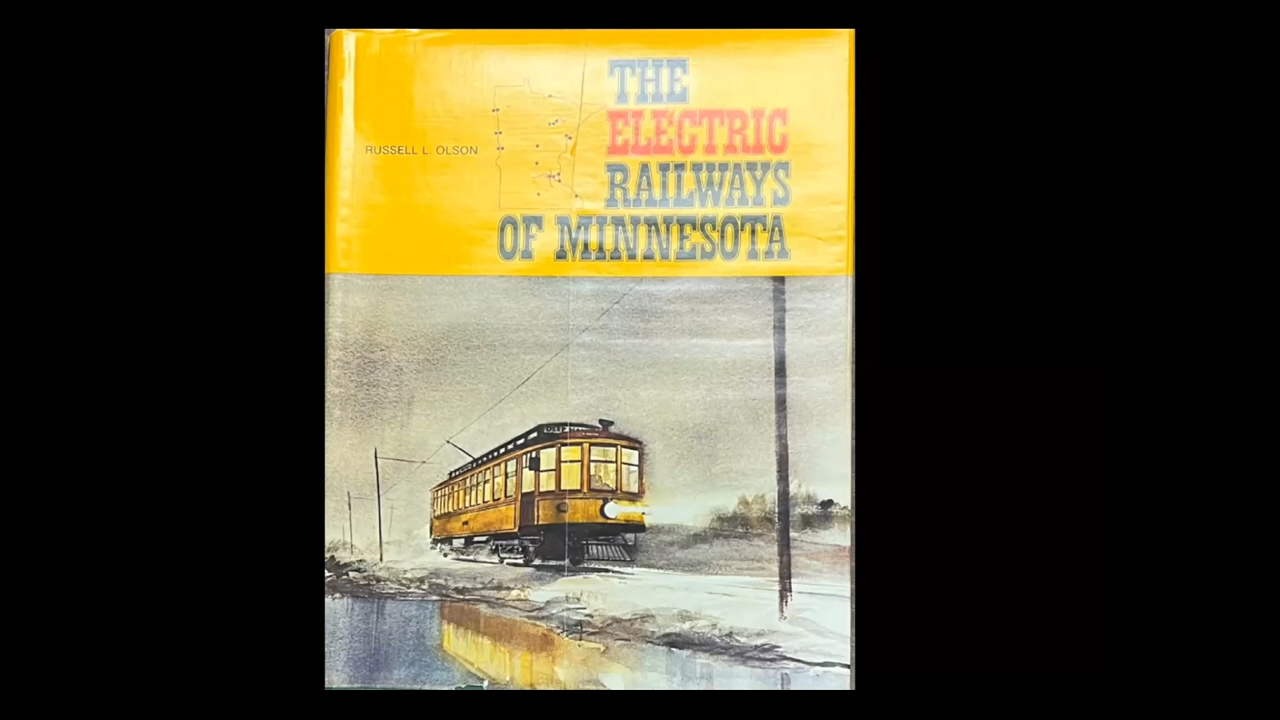 RUSSELL L. OLSON
THE
ELECTRIC
RAILWAYS
OF MINNESOTA